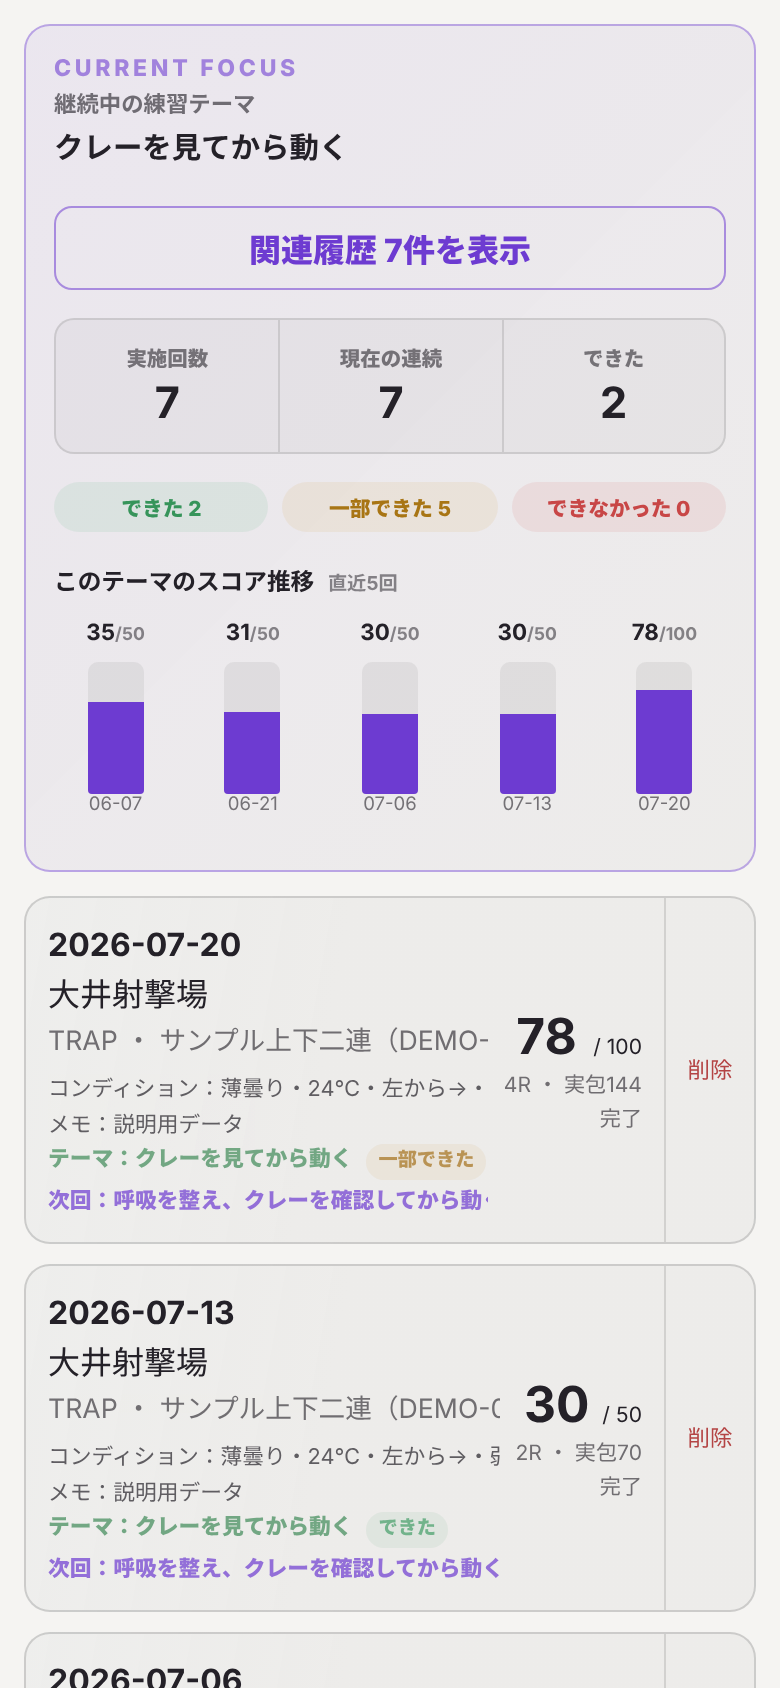 CURRENT FOCUS
継続中の練習テーマ
クレーを見てから動く
関連履歴 7件を表示
実施回数 現在の連続 できた
7 7 2
できた 2 一部できた 5 できなかった 0
このテーマのスコア推移 直近5回
35/50 31/50 30/50 30/50 78/100
06-07 06-21 07-06 07-13 07-20
2026-07-20
大井射撃場
TRAP ・ サンプル上下二連（DEMO-
78 / 100
コンディション：薄曇り・24°C・左から→・
4R ・ 実包144
メモ：説明用データ
完了
テーマ：クレーを見てから動く 一部できた
次回：呼吸を整え、クレーを確認してから動
削除
2026-07-13
大井射撃場
TRAP ・ サンプル上下二連（DEMO-
30 / 50
コンディション：薄曇り・24°C・左から→・
2R ・ 実包70
メモ：説明用データ
完了
テーマ：クレーを見てから動く できた
次回：呼吸を整え、クレーを確認してから動く
削除
2026-07-06